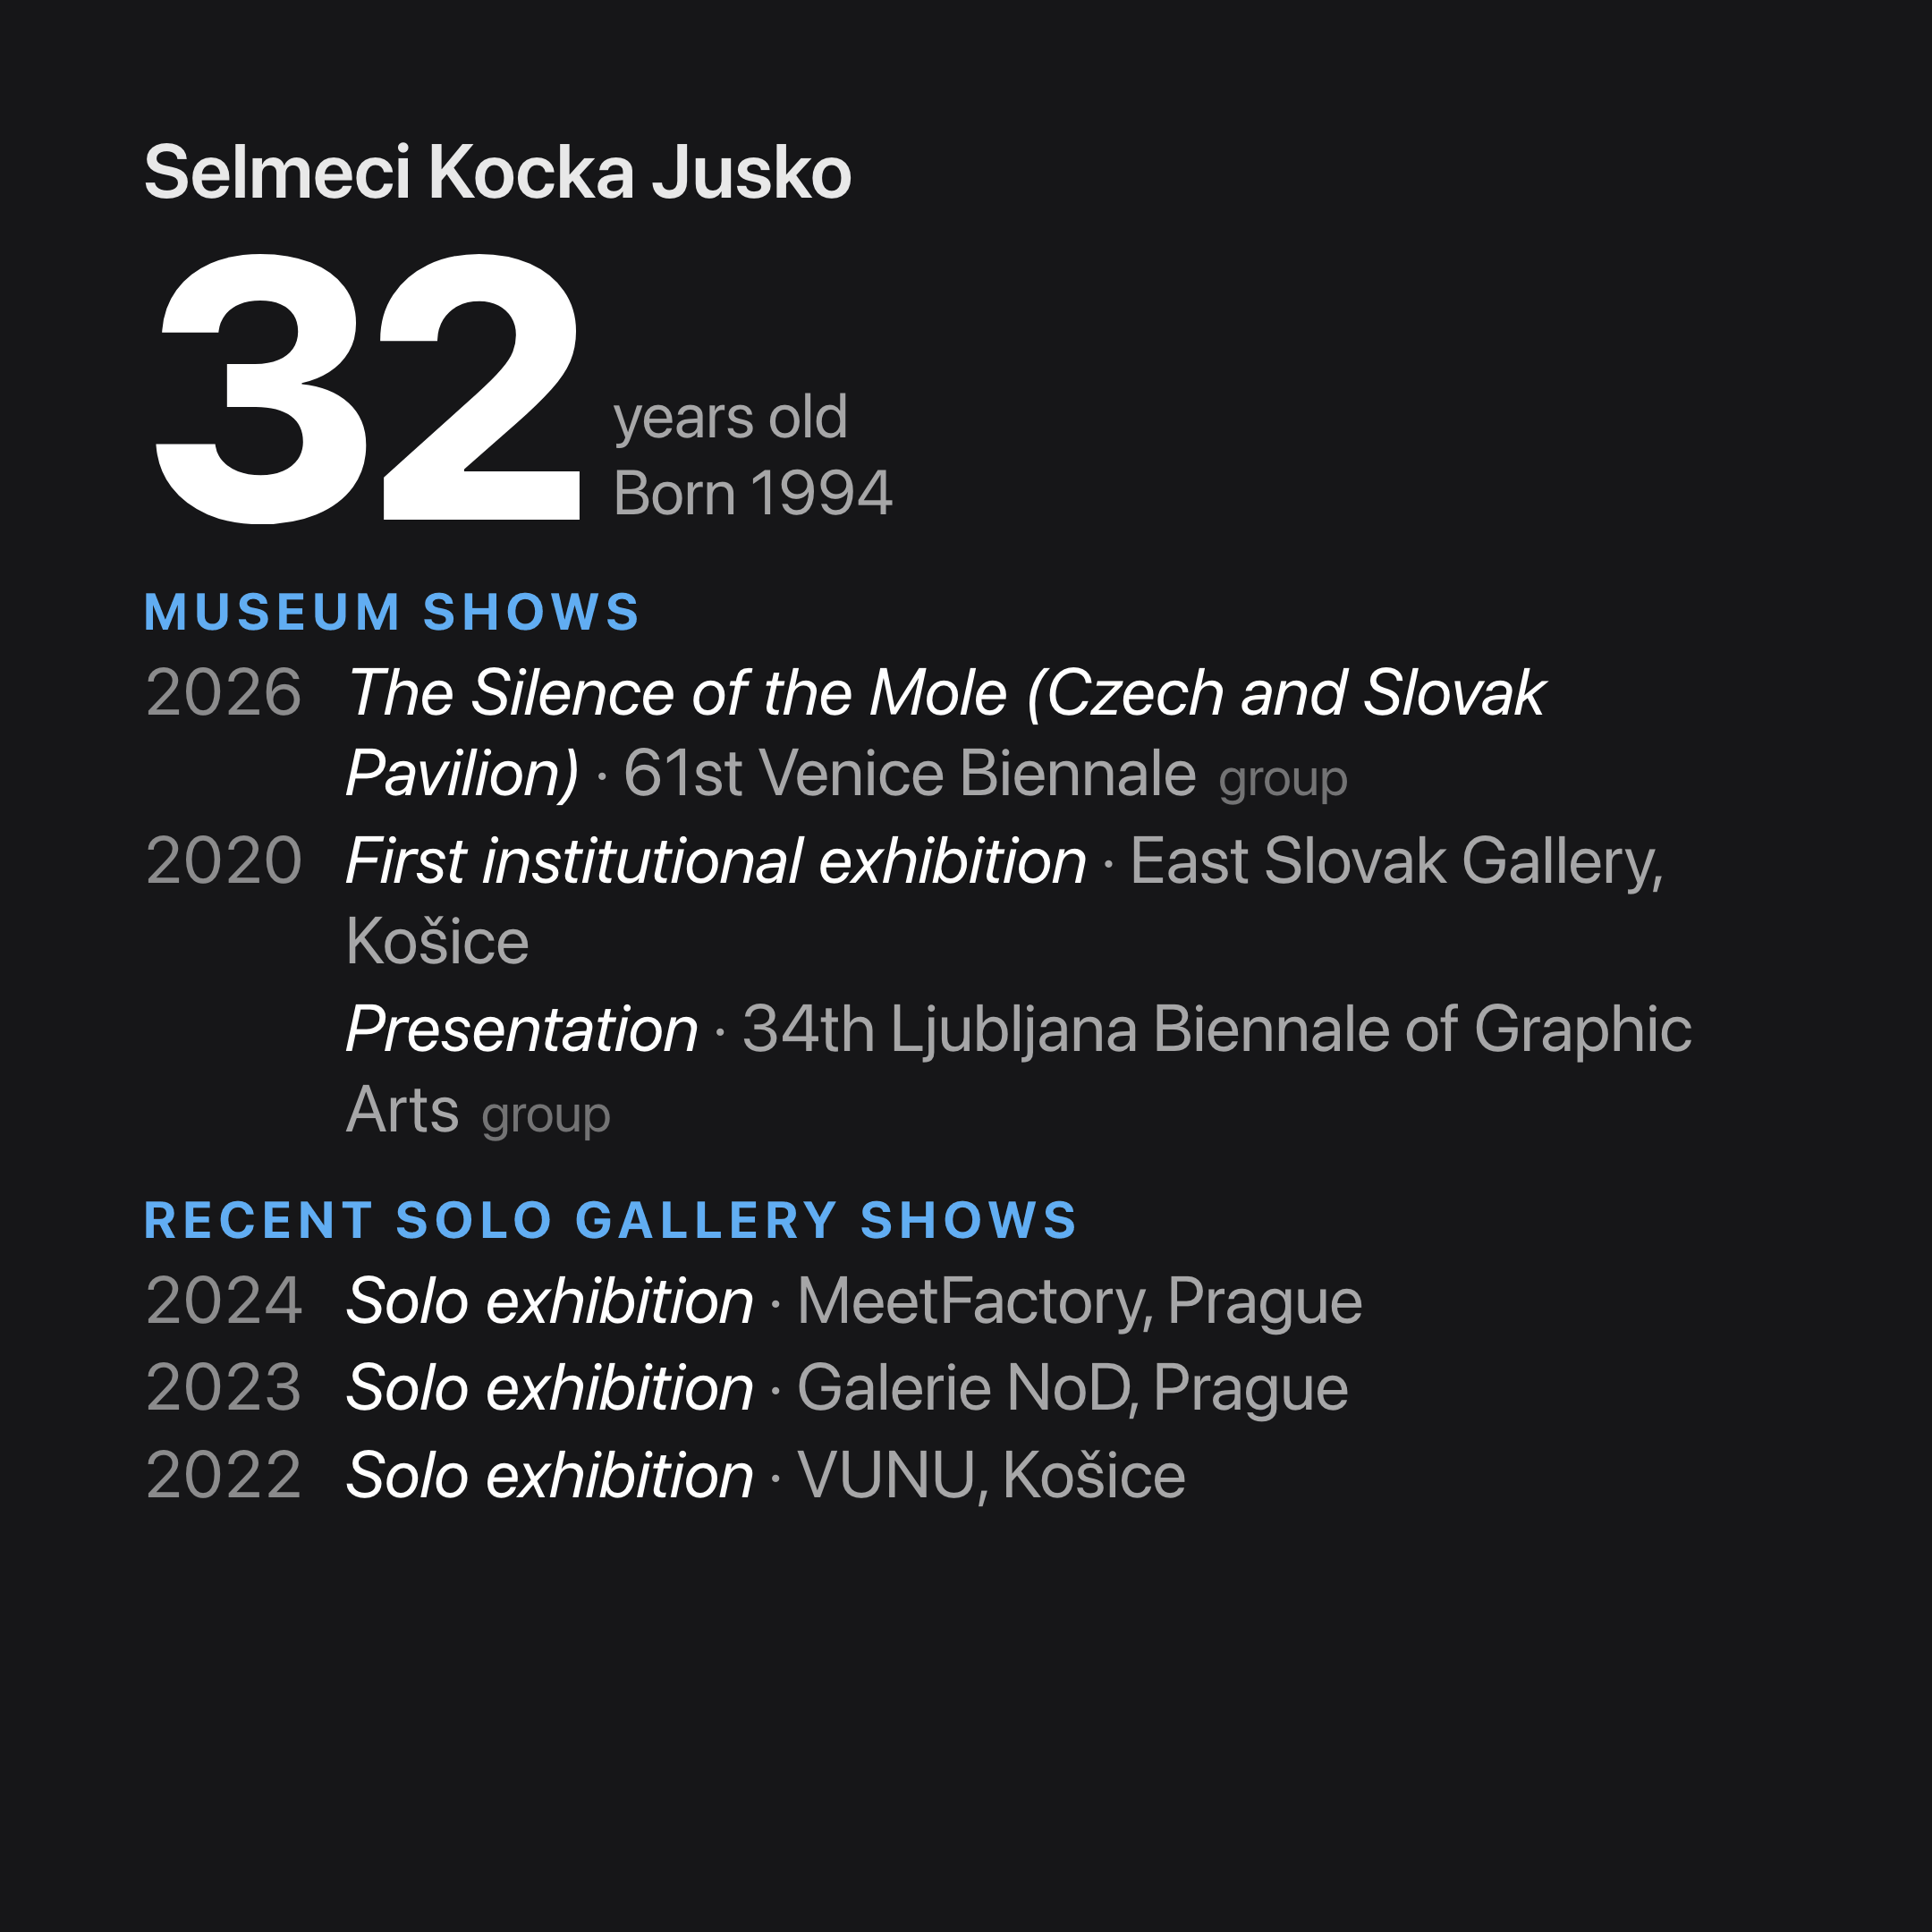 Selmeci Kocka Jusko
32
years old
Born 1994
MUSEUM SHOWS
2026 The Silence of the Mole (Czech and Slovak
Pavilion) · 61st Venice Biennale group
2020 First institutional exhibition · East Slovak Gallery,
Košice
Presentation · 34th Ljubljana Biennale of Graphic
Arts group
RECENT SOLO GALLERY SHOWS
2024 Solo exhibition · MeetFactory, Prague
2023 Solo exhibition · Galerie NoD, Prague
2022 Solo exhibition · VUNU, Košice